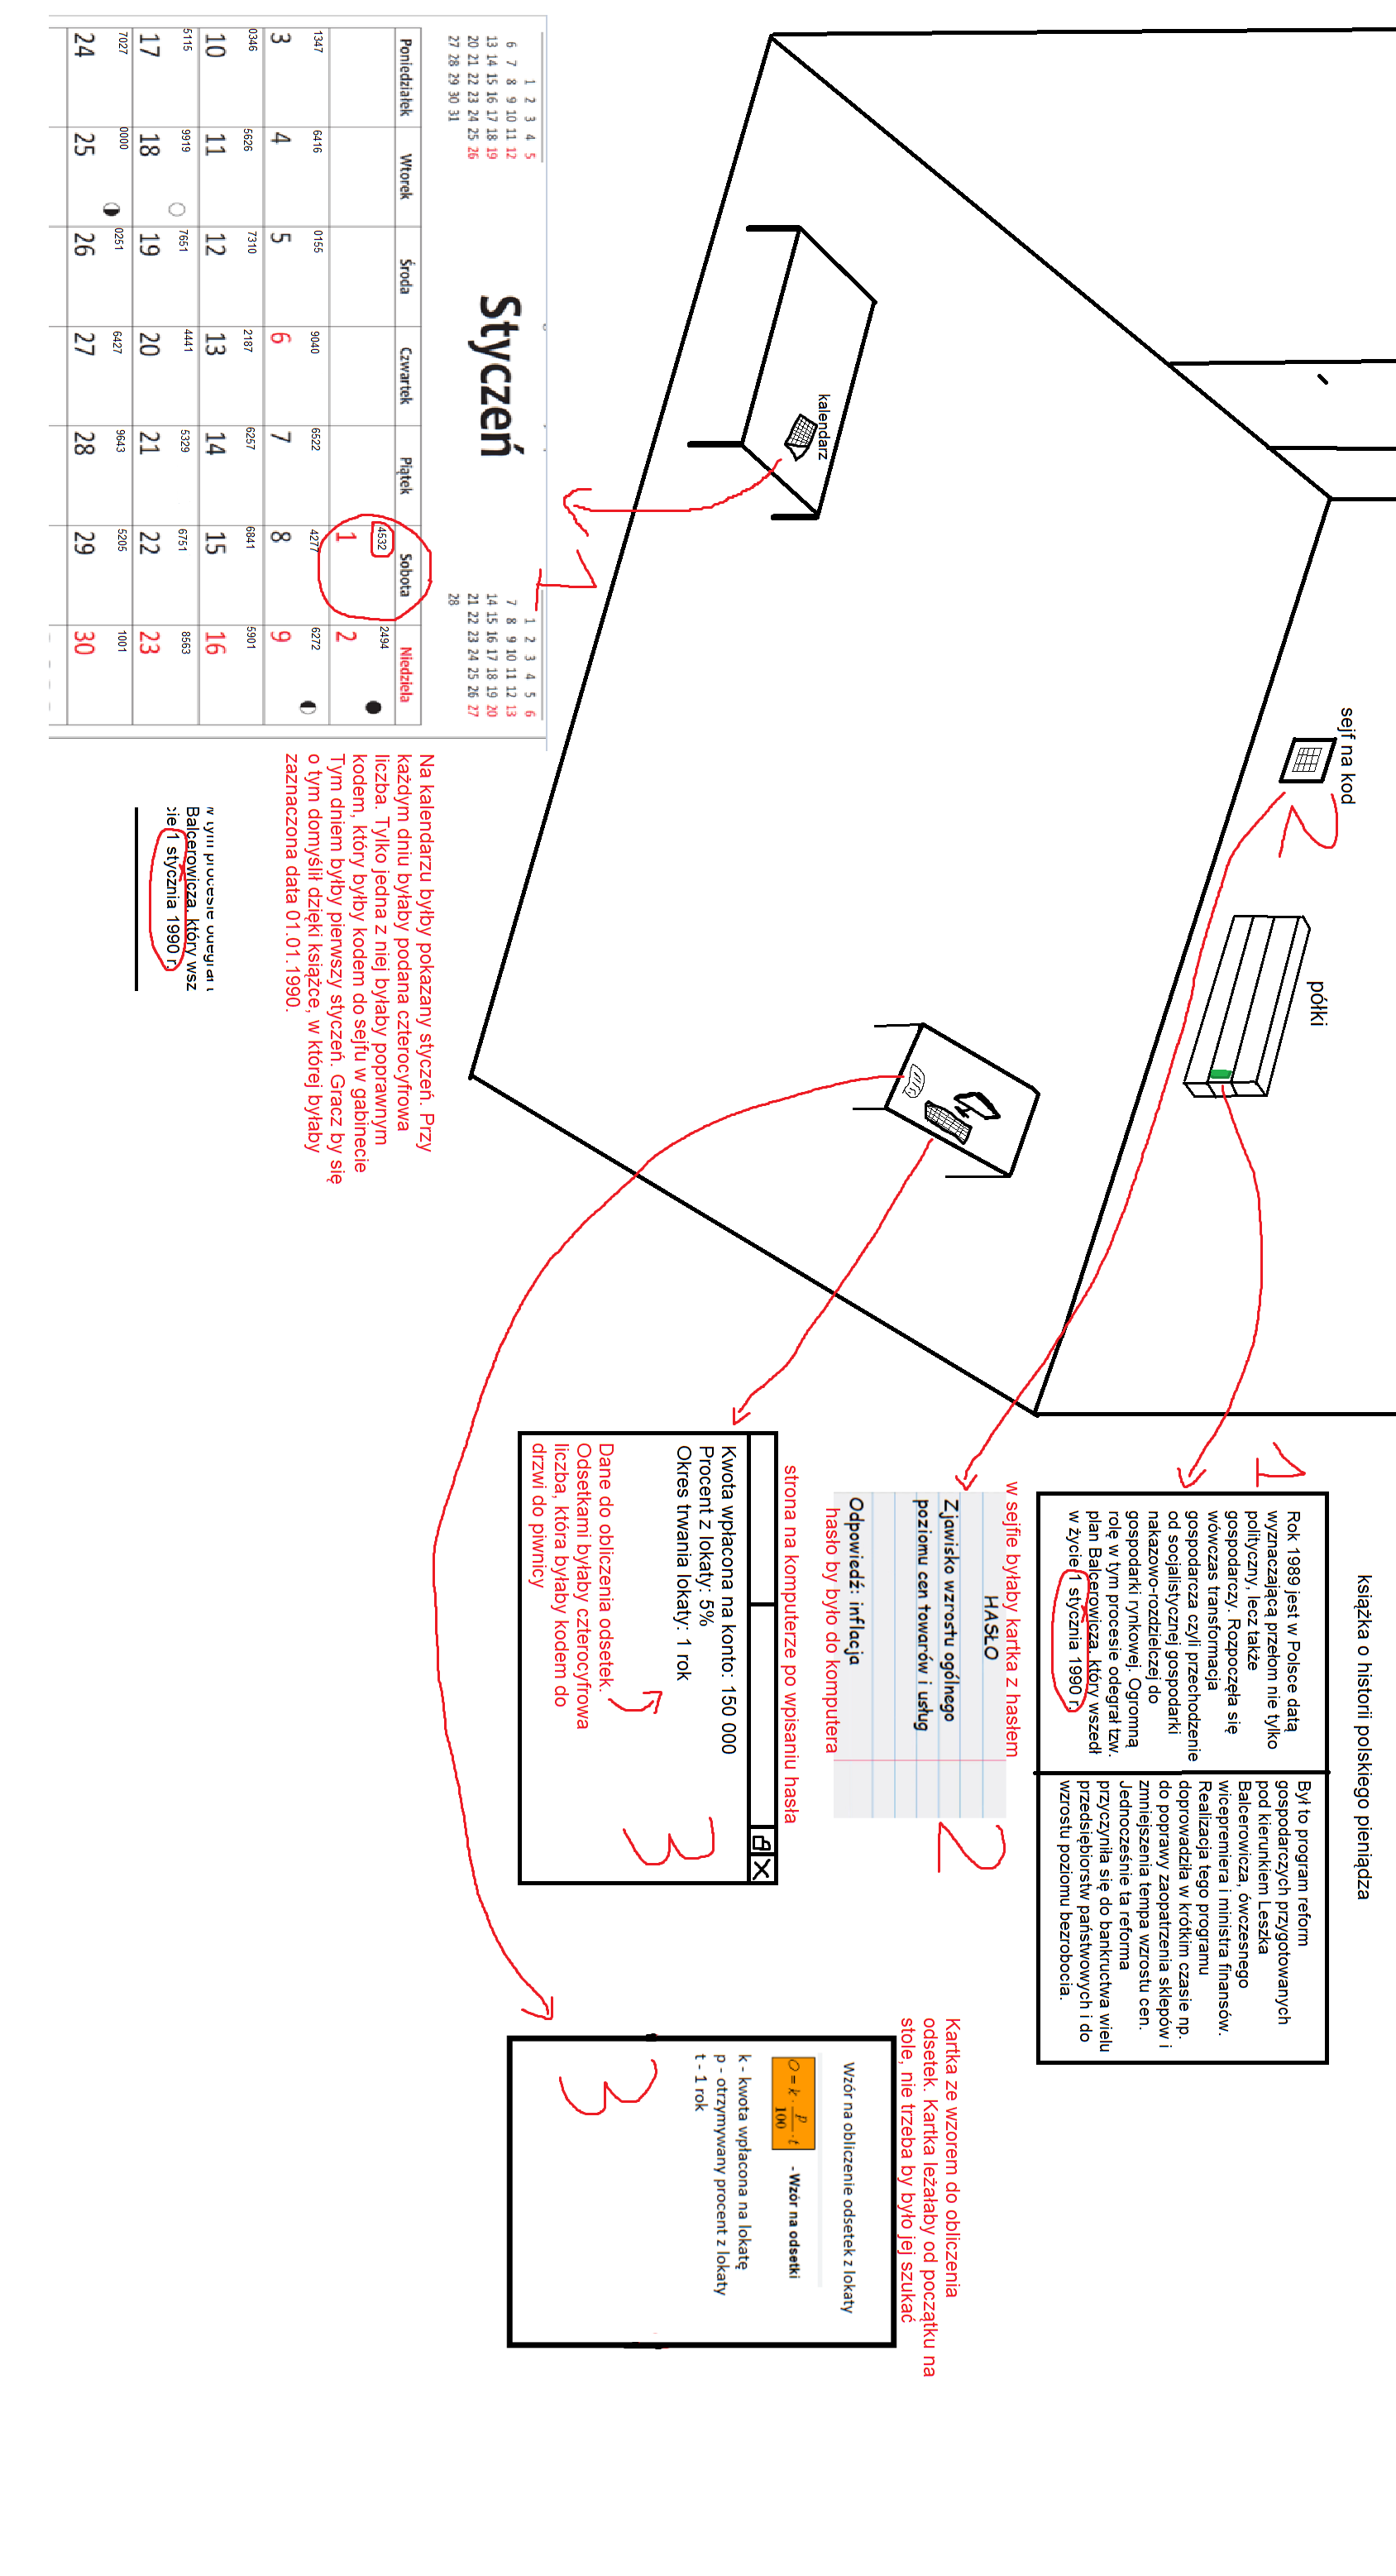 książka o historii polskiego pieniądza
1
Rok 1989 jest w Polsce datą
wyznaczającą przełom nie tylko
polityczny, lecz także
gospodarczy. Rozpoczęła się
wówczas transformacja
gospodarcza czyli przechodzenie
od socjalistycznej gospodarki
nakazowo-rozdzielczej do
gospodarki rynkowej. Ogromną
rolę w tym procesie odegrał tzw.
plan Balcerowicza, który wszedł
w życie 1 stycznia 1990 r.
Był to program reform
gospodarczych przygotowanych
pod kierunkiem Leszka
Balcerowicza, ówczesnego
wicepremiera i ministra finansów.
Realizacja tego programu
doprowadziła w krótkim czasie np.
do poprawy zaopatrzenia sklepów i
zmniejszenia tempa wzrostu cen.
Jednocześnie ta reforma
przyczyniła się do bankructwa wielu
przedsiębiorstw państwowych i do
wzrostu poziomu bezrobocia.
sejf na kod
2
półki
kalendarz
1
w sejfie byłaby kartka z hasłem
HASŁO
Zjawisko wzrostu ogólnego
poziomu cen towarów i usług
Odpowiedź: inflacja
hasło by było do komputera
2
strona na komputerze po wpisaniu hasła
Kwota wpłacona na konto: 150 000
Procent z lokaty: 5%
Okres trwania lokaty: 1 rok
Dane do obliczenia odsetek.
Odsetkami byłaby czterocyfrowa
liczba, która byłaby kodem do
drzwi do piwnicy
3
Kartka ze wzorem do obliczenia
odsetek. Kartka leżałaby od początku na
stole, nie trzeba by było jej szukać
Wzór na obliczenie odsetek z lokaty
O = k · p/100 · t - Wzór na odsetki
k - kwota wpłacona na lokatę
p - otrzymywany procent z lokaty
t - 1 rok
3
Styczeń
1 2 3 4 5
6 7 8 9 10 11 12
13 14 15 16 17 18 19
20 21 22 23 24 25 26
27 28 29 30 31
1 2 3 4 5 6
7 8 9 10 11 12 13
14 15 16 17 18 19 20
21 22 23 24 25 26 27
28
Poniedziałek Wtorek Środa Czwartek Piątek Sobota Niedziela
4532 2494
1 2
1347 6416 0155 9040 6522 4277 6272
3 4 5 6 7 8 9
0346 5626 7310 2187 6257 6841 5901
10 11 12 13 14 15 16
5115 9919 7651 4441 5329 6751 8563
17 18 19 20 21 22 23
7027 0000 0251 6427 9643 5205 1001
24 25 26 27 28 29 30
Na kalendarzu byłby pokazany styczeń. Przy
każdym dniu byłaby podana czterocyfrowa
liczba. Tylko jedna z niej byłaby poprawnym
kodem, który byłby kodem do sejfu w gabinecie
Tym dniem byłby pierwszy styczeń. Gracz by się
o tym domyślił dzięki książce, w której byłaby
zaznaczona data 01.01.1990.
w tym procesie odegrał
Balcerowicza, który wsz
cie 1 stycznia 1990 r.